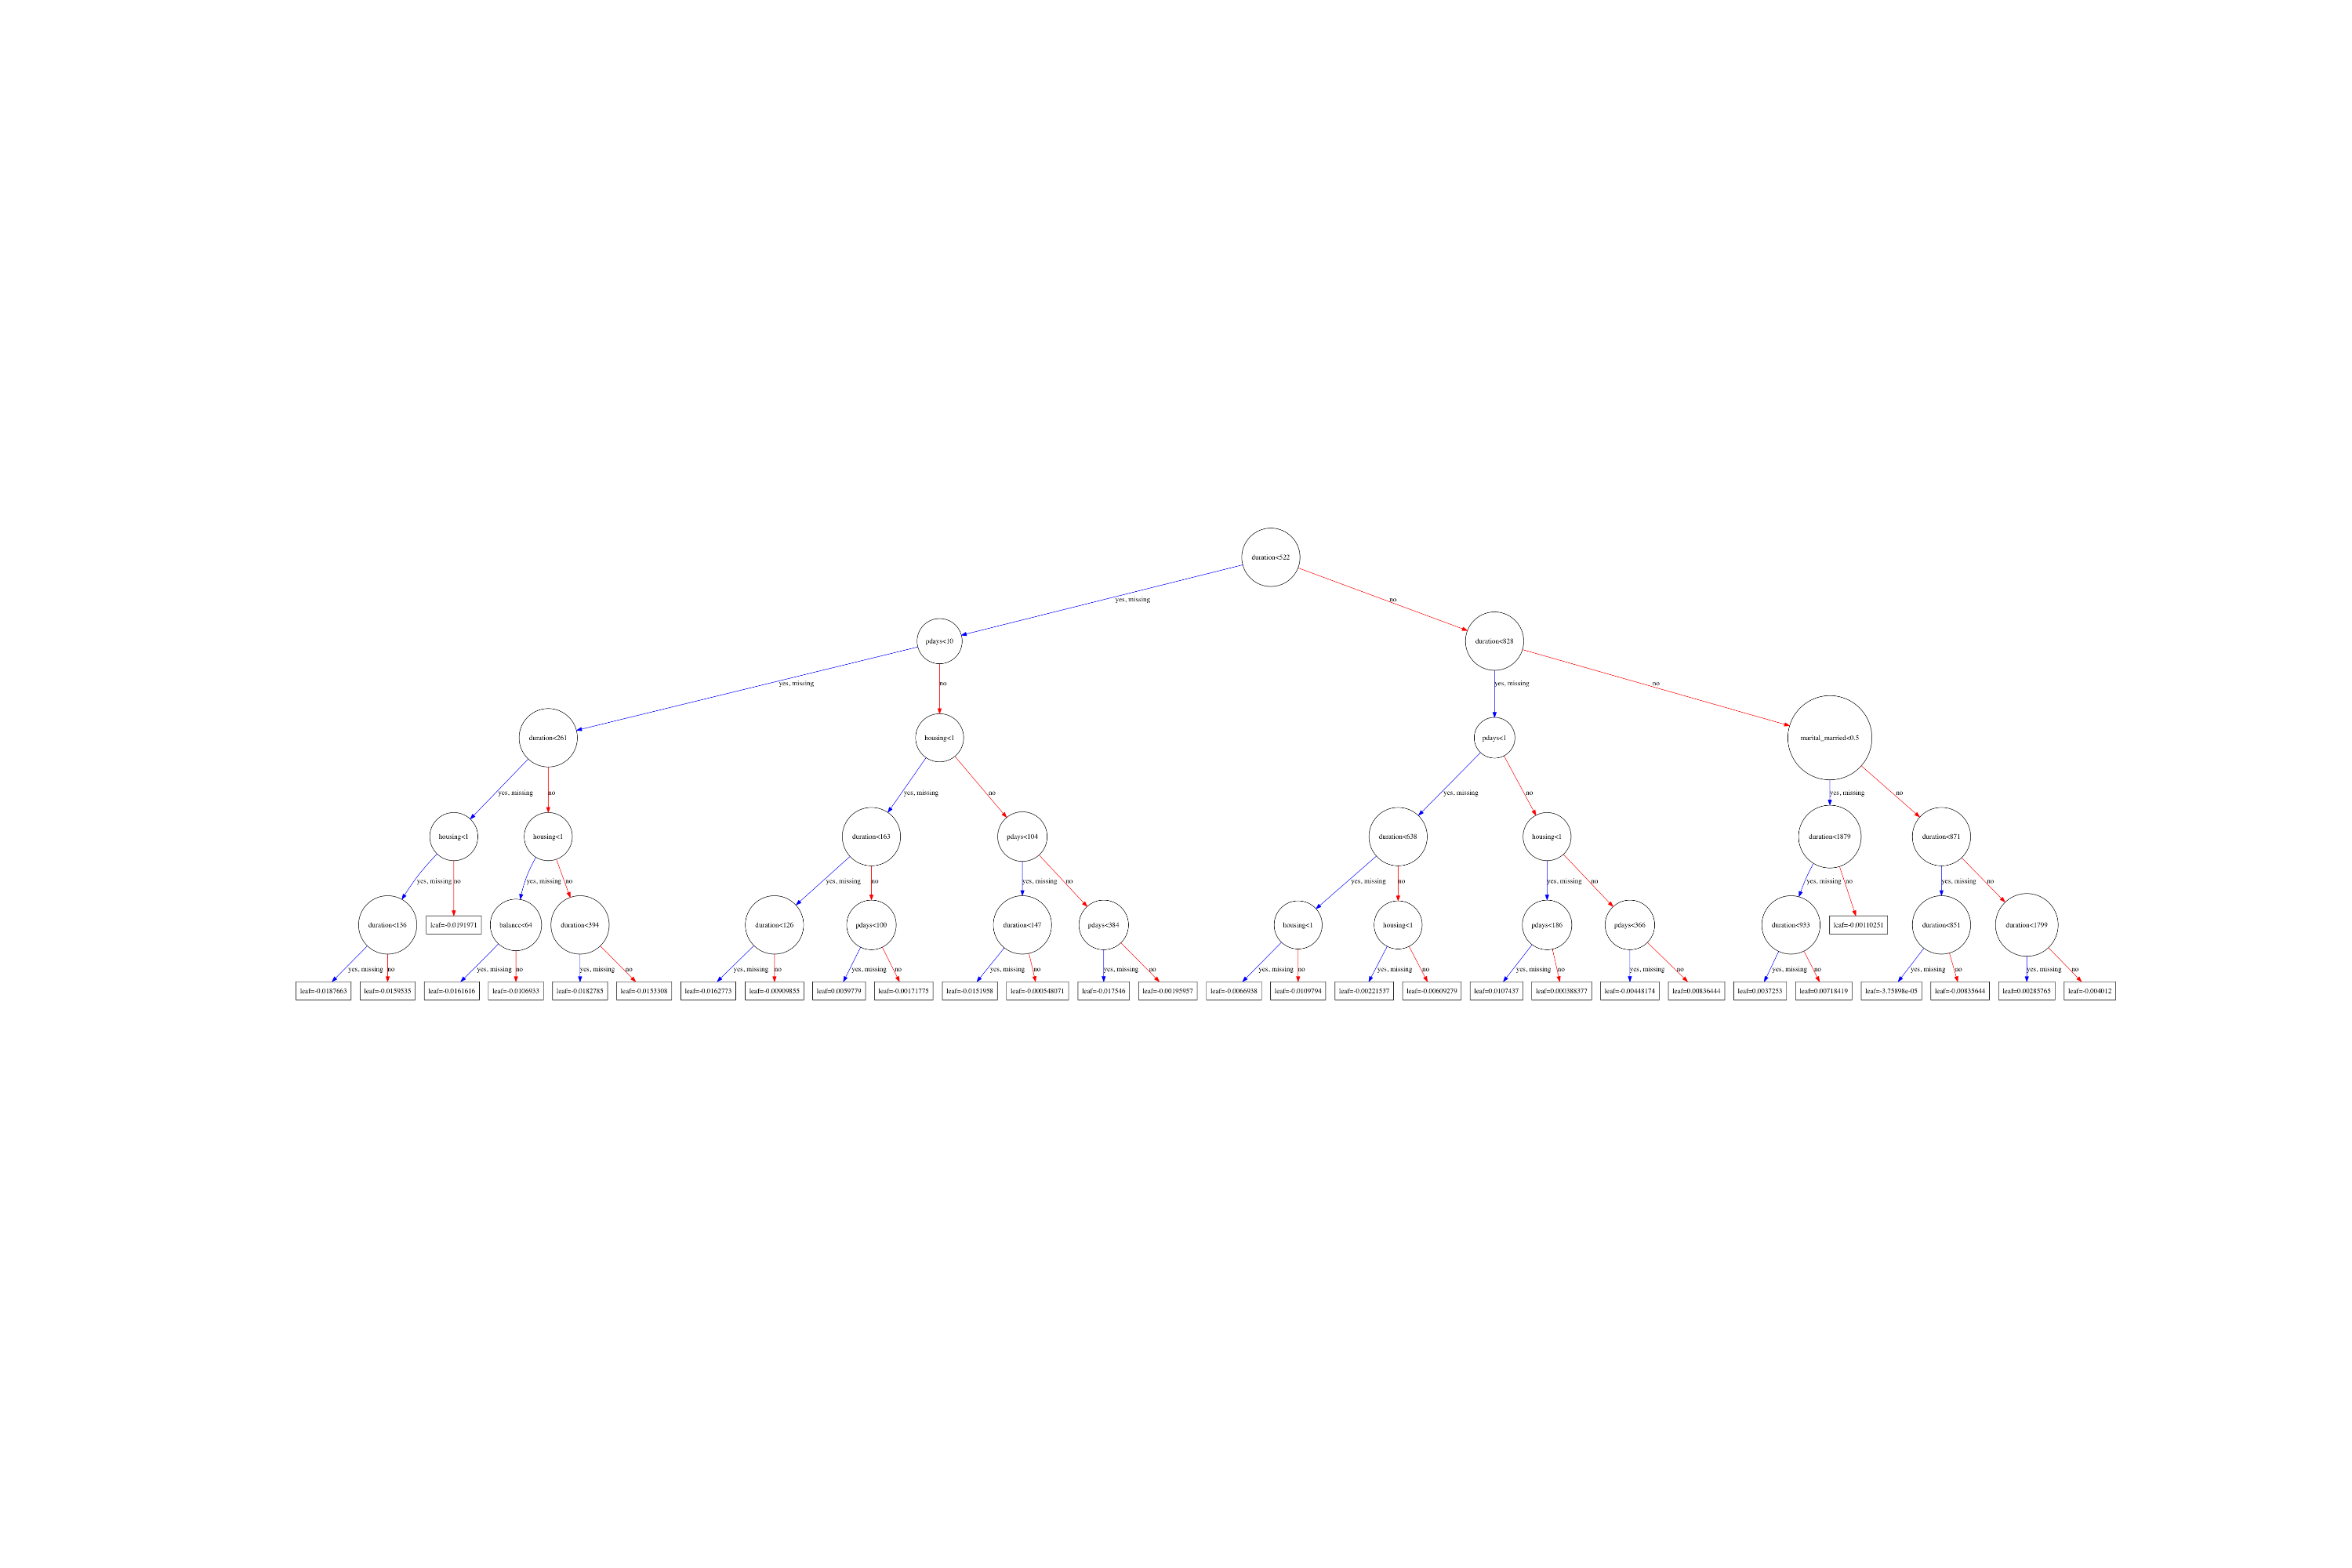 duration<522
yes, missing
no
pdays<10
duration<828
yes, missing
no
yes, missing
no
duration<261
housing<1
pdays<1
marital_married<0.5
yes, missing
no
yes, missing
no
yes, missing
no
yes, missing
no
housing<1
housing<1
duration<163
pdays<104
duration<638
housing<1
duration<1879
duration<871
yes, missing
no
yes, missing
no
yes, missing
no
yes, missing
no
yes, missing
no
yes, missing
no
yes, missing
no
yes, missing
no
duration<136
leaf=-0.0191971
balance<64
duration<394
duration<126
pdays<100
duration<147
pdays<384
housing<1
housing<1
pdays<186
pdays<366
duration<933
leaf=-0.00110251
duration<851
duration<1799
yes, missing
no
yes, missing
no
yes, missing
no
yes, missing
no
yes, missing
no
yes, missing
no
yes, missing
no
yes, missing
no
yes, missing
no
yes, missing
no
yes, missing
no
yes, missing
no
yes, missing
no
yes, missing
no
leaf=-0.0187663
leaf=-0.0159535
leaf=-0.0161616
leaf=-0.0106933
leaf=-0.0182785
leaf=-0.0153308
leaf=-0.0162773
leaf=-0.00909855
leaf=0.0059779
leaf=-0.00171775
leaf=-0.0151958
leaf=-0.000548071
leaf=-0.017546
leaf=-0.00195957
leaf=-0.0066938
leaf=-0.0109794
leaf=-0.00221537
leaf=-0.00609279
leaf=0.0107437
leaf=0.000388377
leaf=-0.00448174
leaf=0.00836444
leaf=0.0037253
leaf=0.00718419
leaf=-3.75898e-05
leaf=-0.00835644
leaf=0.00285765
leaf=-0.004012